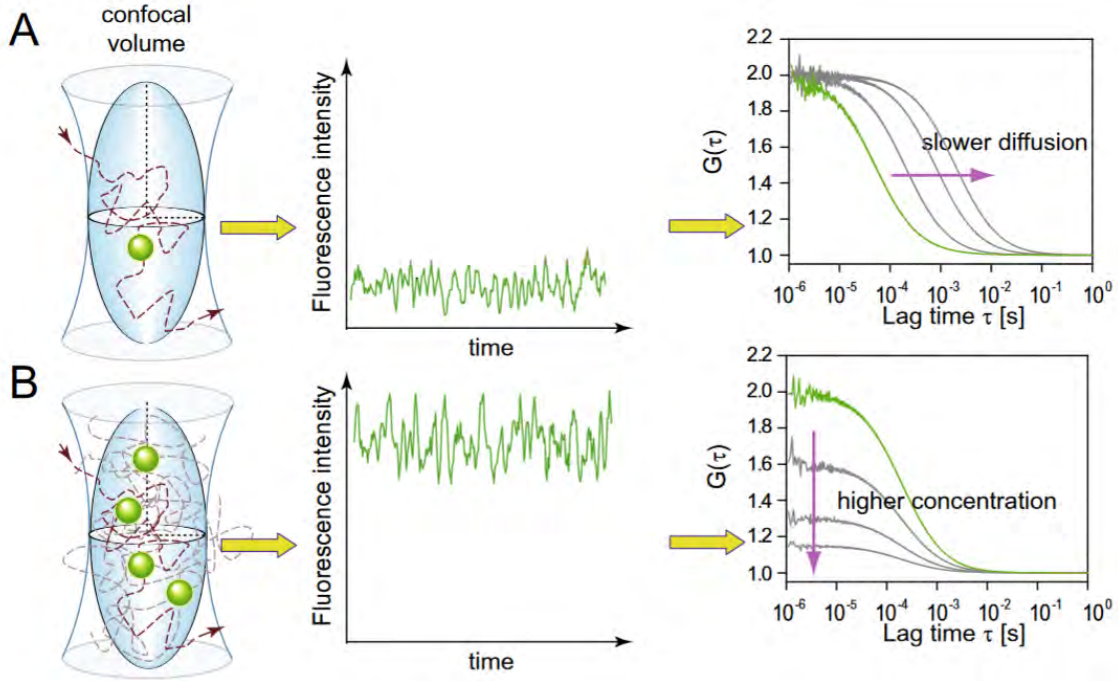 A
confocal
volume
Fluorescence intensity
time
2.2
2.0
1.8
1.6
1.4
1.2
1.0
G(τ)
slower diffusion
10⁻⁶ 10⁻⁵ 10⁻⁴ 10⁻³ 10⁻² 10⁻¹ 10⁰
Lag time τ [s]
B
Fluorescence intensity
time
2.2
2.0
1.8
1.6
1.4
1.2
1.0
G(τ)
higher concentration
10⁻⁶ 10⁻⁵ 10⁻⁴ 10⁻³ 10⁻² 10⁻¹ 10⁰
Lag time τ [s]